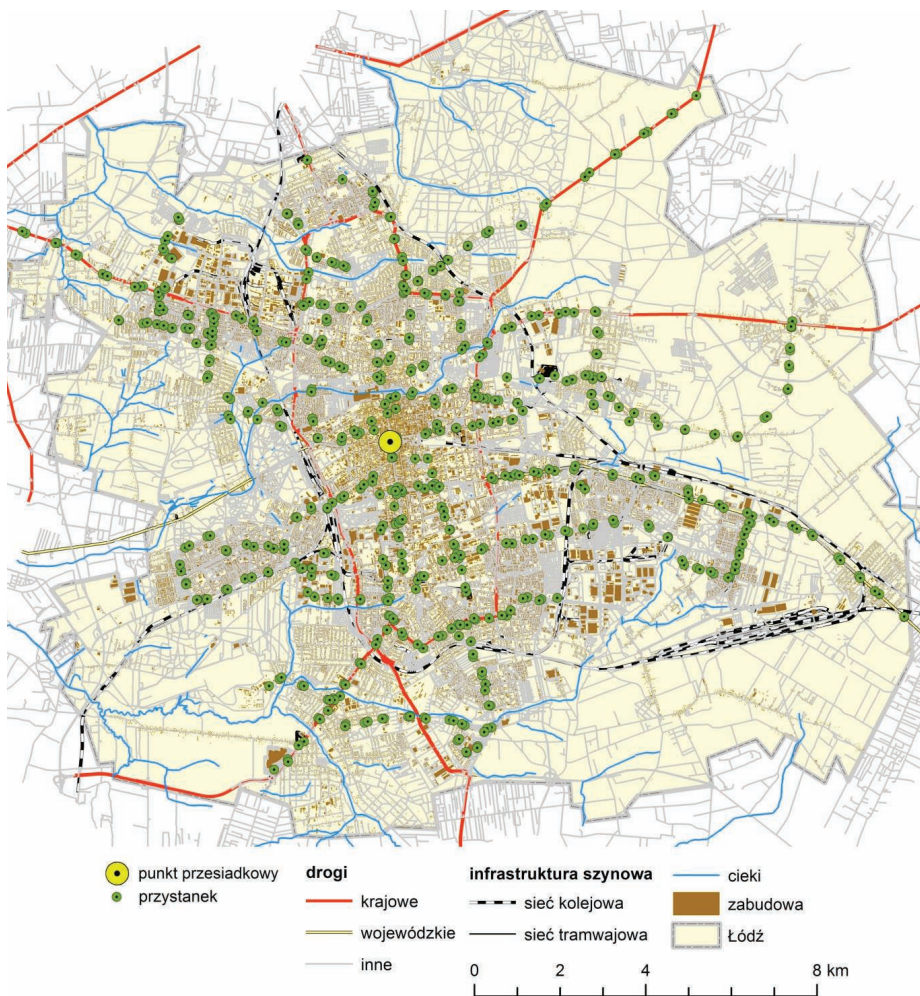 punkt przesiadkowy
przystanek
drogi
krajowe
wojewódzkie
inne
infrastruktura szynowa
sieć kolejowa
sieć tramwajowa
cieki
zabudowa
Łódź
0 2 4 8 km